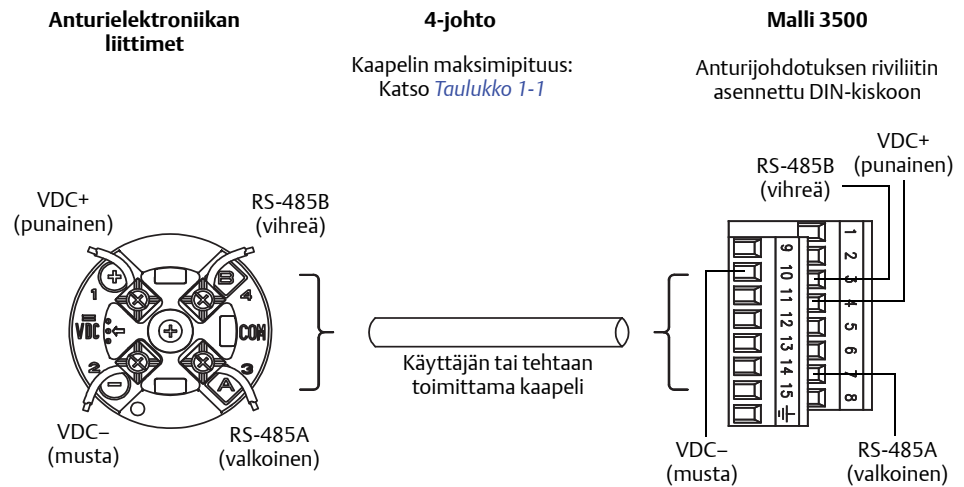 Anturielektroniikan
liittimet
4-johto
Kaapelin maksimipituus:
Katso Taulukko 1-1
Malli 3500
Anturijohdotuksen riviliitin
asennettu DIN-kiskoon
VDC+
(punainen)
RS-485B
(vihreä)
VDC+
(punainen)
RS-485B
(vihreä)
+
B
1
4
VDC
COM
2
3
–
A
VDC–
(musta)
RS-485A
(valkoinen)
Käyttäjän tai tehtaan
toimittama kaapeli
9
10
11
12
13
14
15
1
2
3
4
5
6
7
8
VDC–
(musta)
RS-485A
(valkoinen)